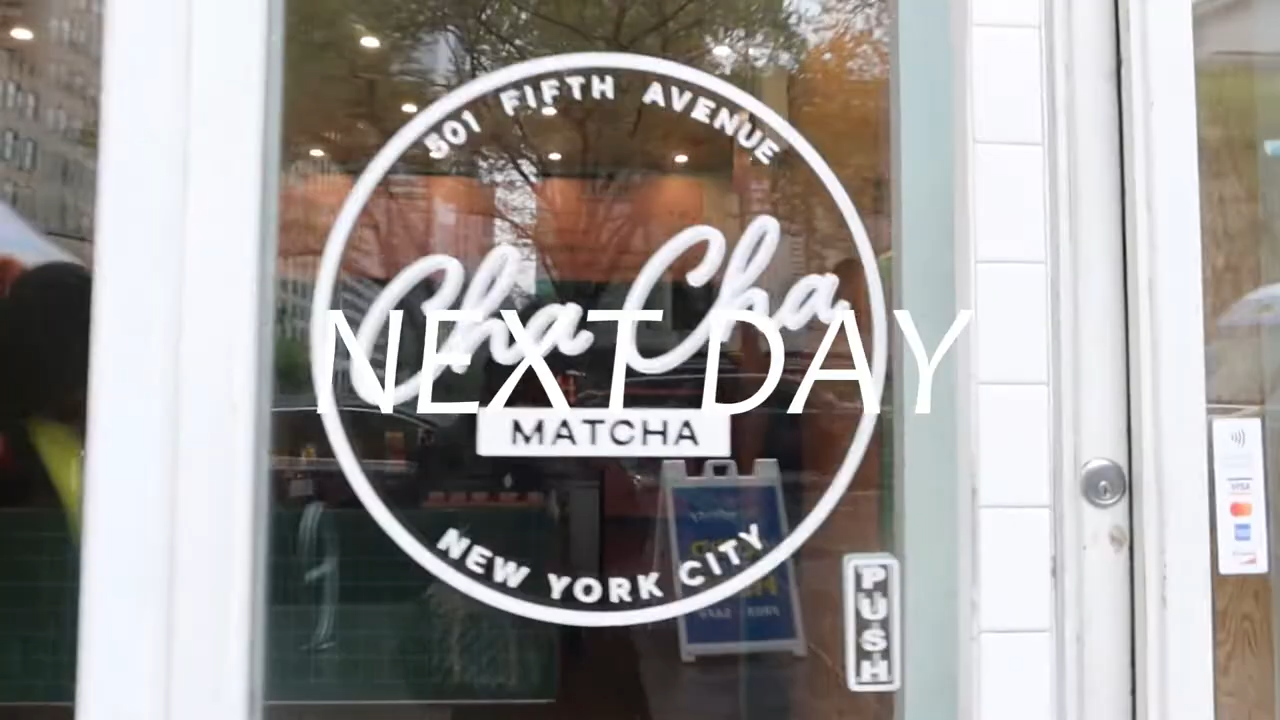 501 FIFTH AVENUE
Cha Cha
NEXT DAY
MATCHA
NEW YORK CITY
PUSH
VISA